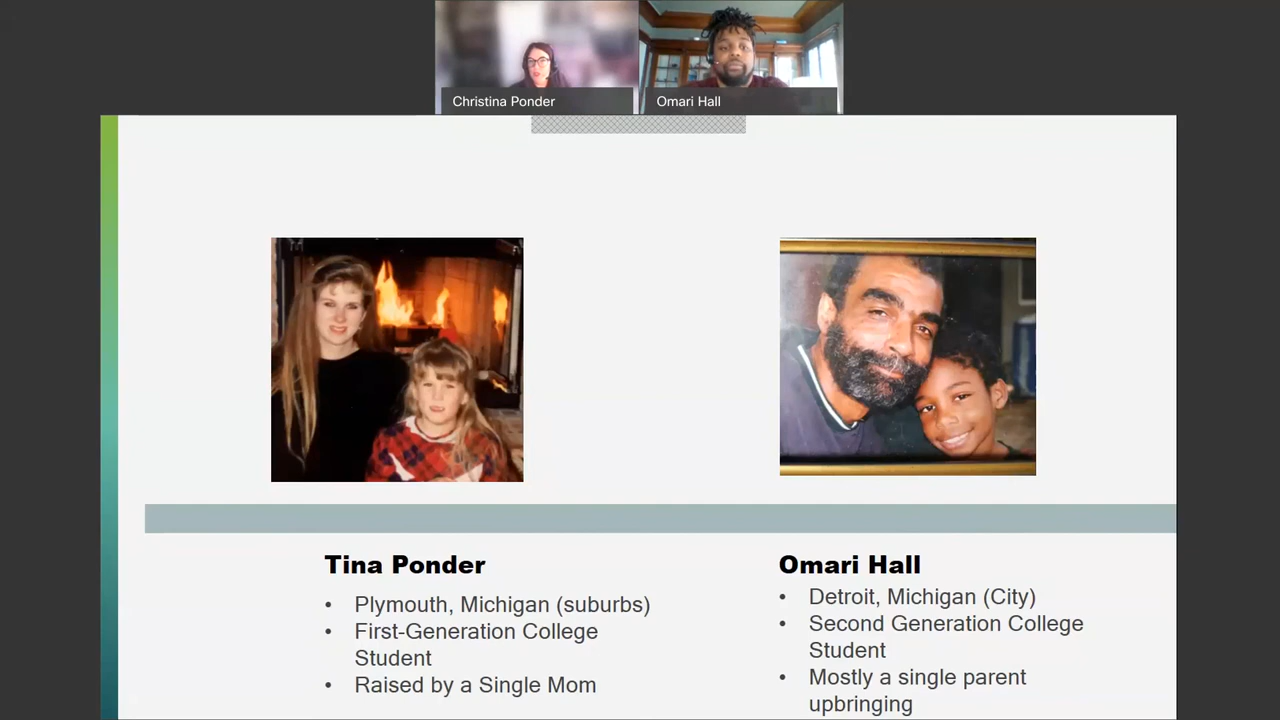 Christina Ponder
Omari Hall
Tina Ponder
• Plymouth, Michigan (suburbs)
• First-Generation College
Student
• Raised by a Single Mom
Omari Hall
• Detroit, Michigan (City)
• Second Generation College
Student
• Mostly a single parent
upbringing